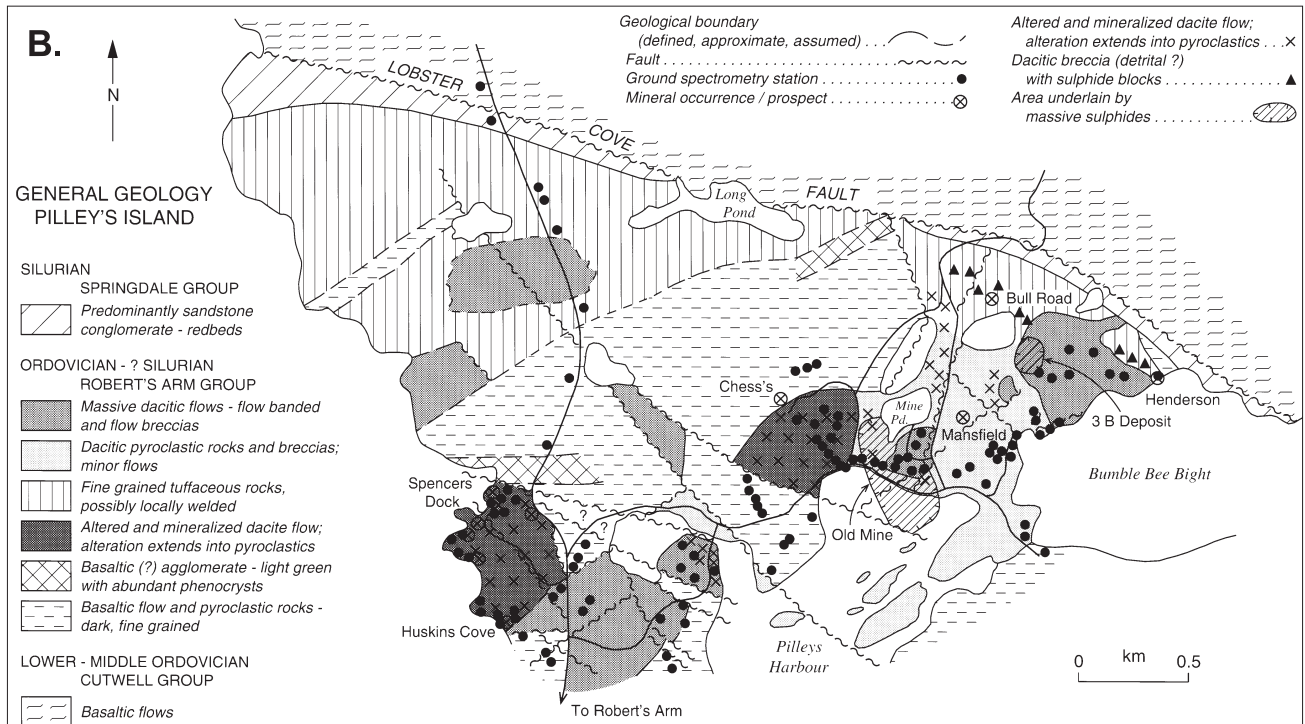 B.
N
GENERAL GEOLOGY
PILLEY'S ISLAND
SILURIAN
SPRINGDALE GROUP
Predominantly sandstone
conglomerate - redbeds
ORDOVICIAN - ? SILURIAN
ROBERT'S ARM GROUP
Massive dacitic flows - flow banded
and flow breccias
Dacitic pyroclastic rocks and breccias;
minor flows
Fine grained tuffaceous rocks,
possibly locally welded
Altered and mineralized dacite flow;
alteration extends into pyroclastics
Basaltic (?) agglomerate - light green
with abundant phenocrysts
Basaltic flow and pyroclastic rocks -
dark, fine grained
LOWER - MIDDLE ORDOVICIAN
CUTWELL GROUP
Basaltic flows
Geological boundary
(defined, approximate, assumed) . . .
Fault . . . . . . . . . . . . . . . . . . . . . . . . . . . . .
Ground spectrometry station . . . . . . . . . . . . . . . . .
Mineral occurrence / prospect . . . . . . . . . . . . . . .
Altered and mineralized dacite flow;
alteration extends into pyroclastics . . . x
Dacitic breccia (detrital ?)
with sulphide blocks . . . . . . . . . . . . . . . . . .
Area underlain by
massive sulphides . . . . . . . . . . . .
LOBSTER
COVE
FAULT
Long
Pond
Bull Road
Chess's
Mine
Pd.
Mansfield
Henderson
3 B Deposit
Bumble Bee Bight
Spencers
Dock
? ?
Old Mine
Huskins Cove
Pilleys
Harbour
To Robert's Arm
km
0 0.5